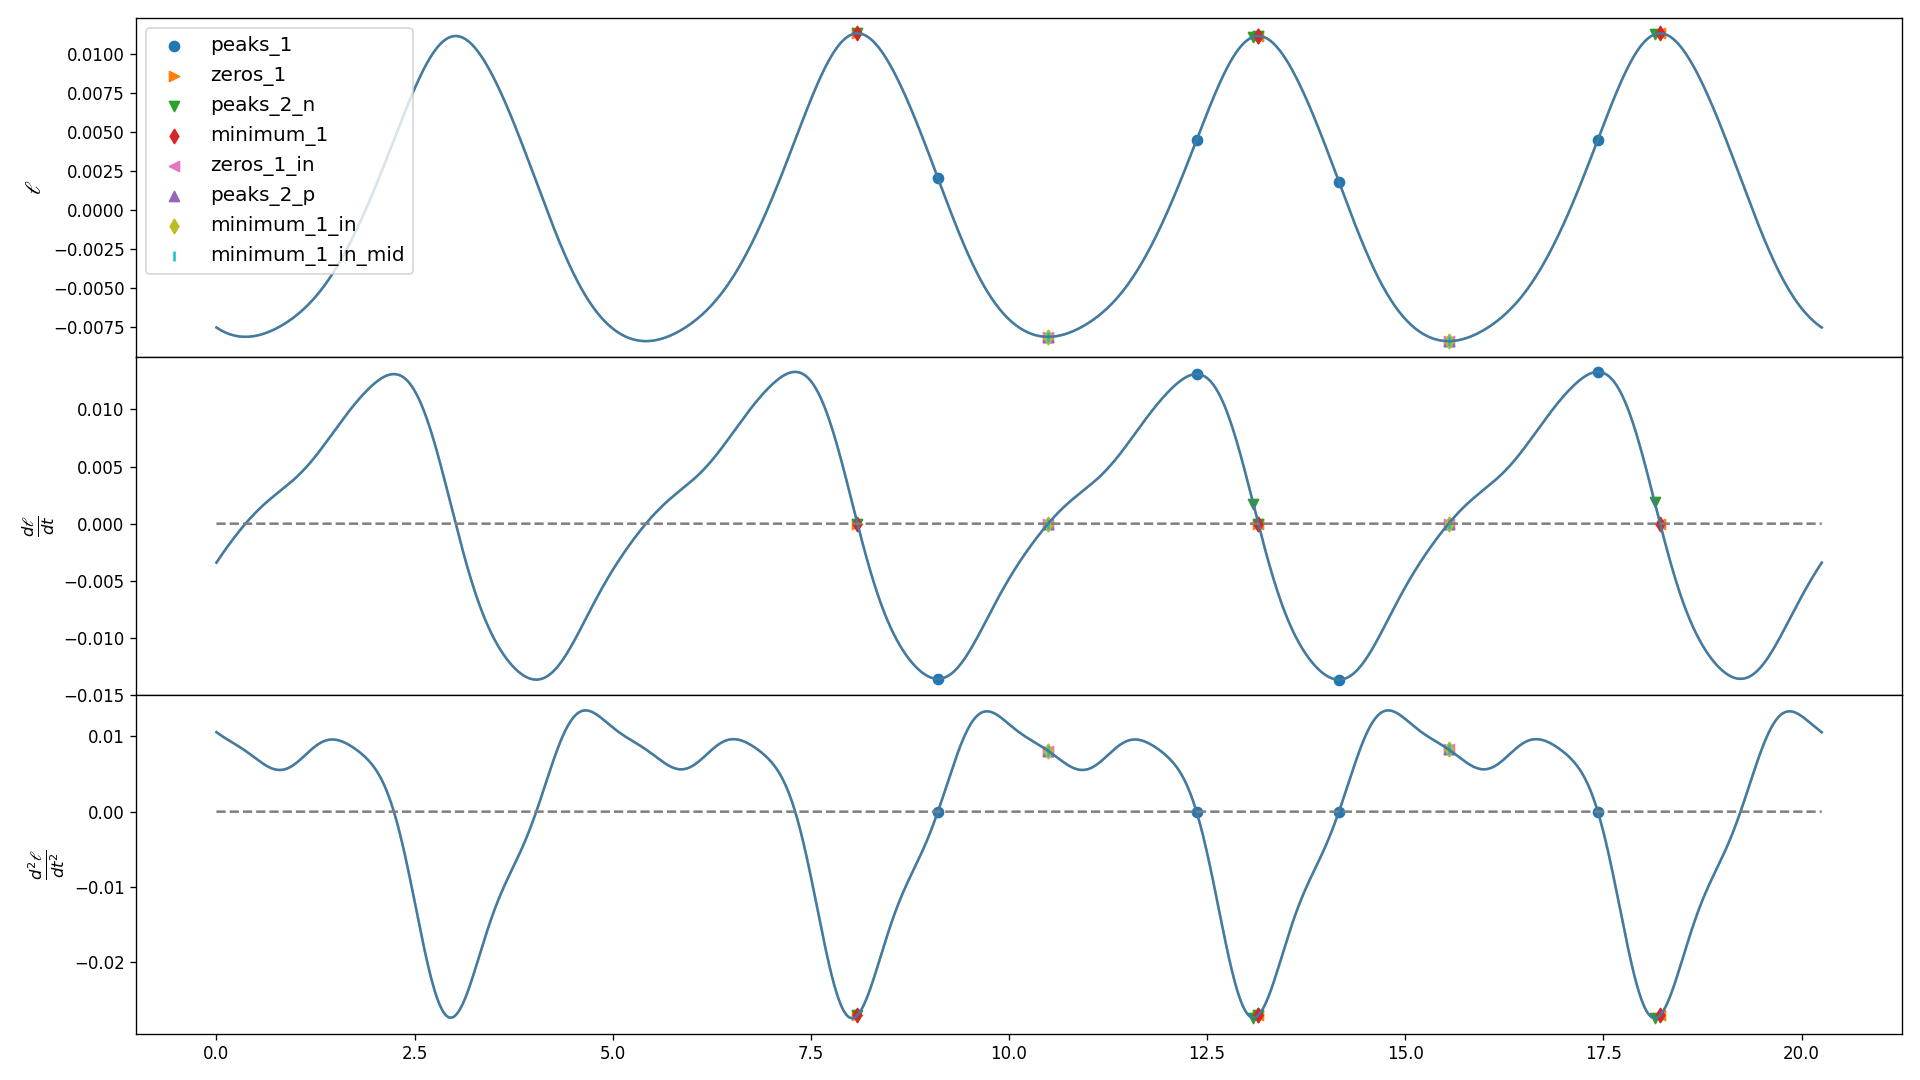 peaks_1
zeros_1
peaks_2_n
minimum_1
zeros_1_in
peaks_2_p
minimum_1_in
minimum_1_in_mid
0.0100
0.0075
0.0050
0.0025
0.0000
−0.0025
−0.0050
−0.0075
ℓ
0.010
0.005
0.000
−0.005
−0.010
−0.015
dℓ
dt
0.01
0.00
−0.01
−0.02
d²ℓ
dt²
0.0 2.5 5.0 7.5 10.0 12.5 15.0 17.5 20.0